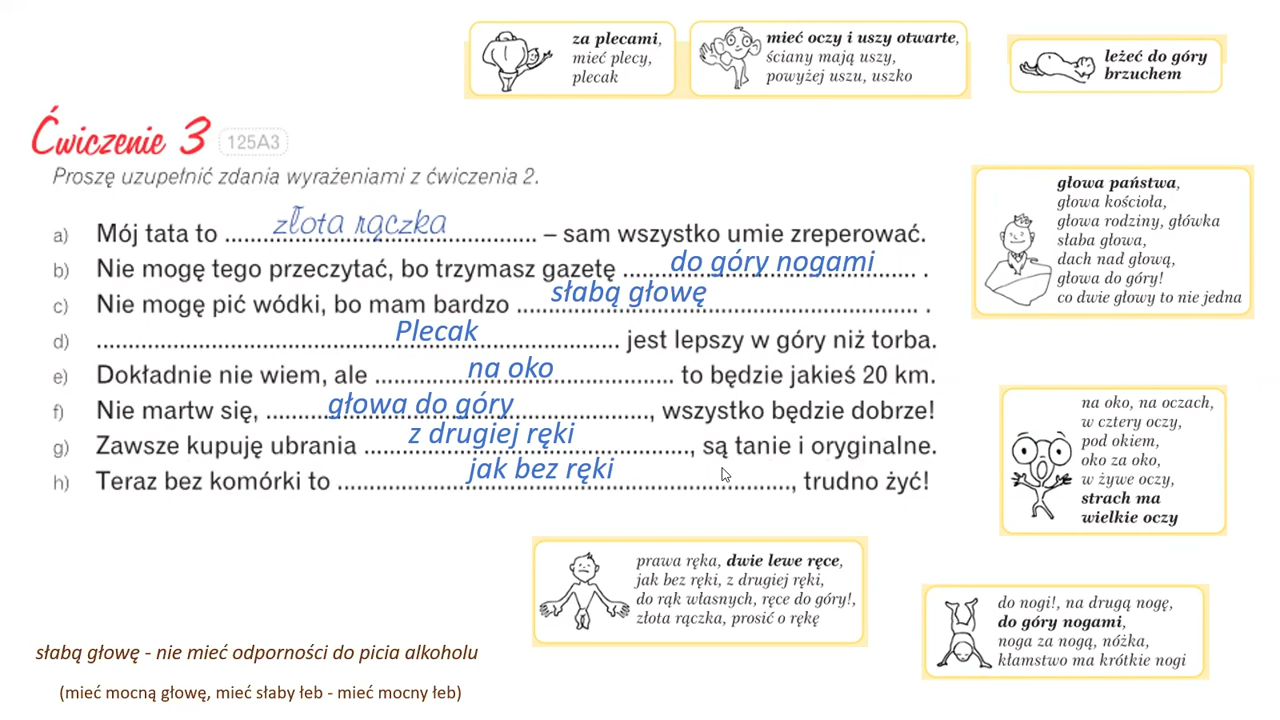 za plecami,
mieć plecy,
plecak
mieć oczy i uszy otwarte,
ściany mają uszy,
powyżej uszu, uszko
leżeć do góry
brzuchem
Ćwiczenie 3 125A3
Proszę uzupełnić zdania wyrażeniami z ćwiczenia 2.
a) Mój tata to złota rączka – sam wszystko umie zreperować.
b) Nie mogę tego przeczytać, bo trzymasz gazetę do góry nogami .
c) Nie mogę pić wódki, bo mam bardzo słabą głowę .
d) Plecak jest lepszy w góry niż torba.
e) Dokładnie nie wiem, ale na oko to będzie jakieś 20 km.
f) Nie martw się, głowa do góry, wszystko będzie dobrze!
g) Zawsze kupuję ubrania z drugiej ręki, są tanie i oryginalne.
h) Teraz bez komórki to jak bez ręki, trudno żyć!
głowa państwa,
głowa kościoła,
głowa rodziny, główka
słaba głowa,
dach nad głową,
głowa do góry!
co dwie głowy to nie jedna
na oko, na oczach,
w cztery oczy,
pod okiem,
oko za oko,
w żywe oczy,
strach ma
wielkie oczy
prawa ręka, dwie lewe ręce,
jak bez ręki, z drugiej ręki,
do rąk własnych, ręce do góry!,
złota rączka, prosić o rękę
do nogi!, na drugą nogę,
do góry nogami,
noga za nogą, nóżka,
kłamstwo ma krótkie nogi
słabą głowę - nie mieć odporności do picia alkoholu
(mieć mocną głowę, mieć słaby łeb - mieć mocny łeb)